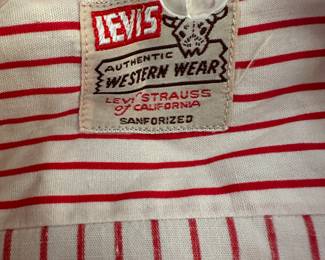 LEVI'S
AUTHENTIC
WESTERN WEAR
LEVI STRAUSS
of CALIFORNIA
SANFORIZED